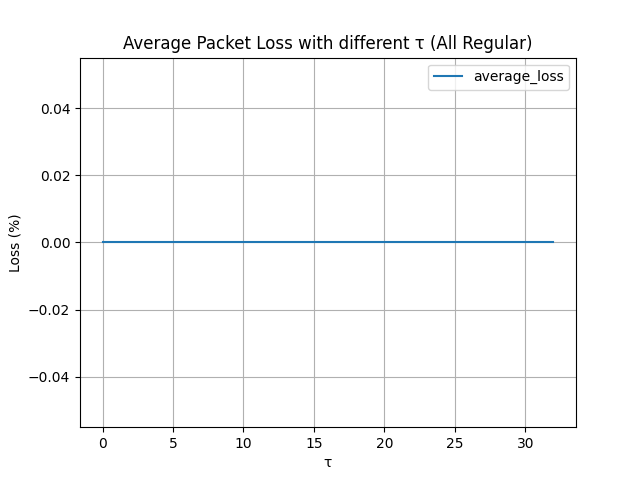 Average Packet Loss with different τ (All Regular)
average_loss
0.04
0.02
0.00
−0.02
−0.04
Loss (%)
0 5 10 15 20 25 30
τ